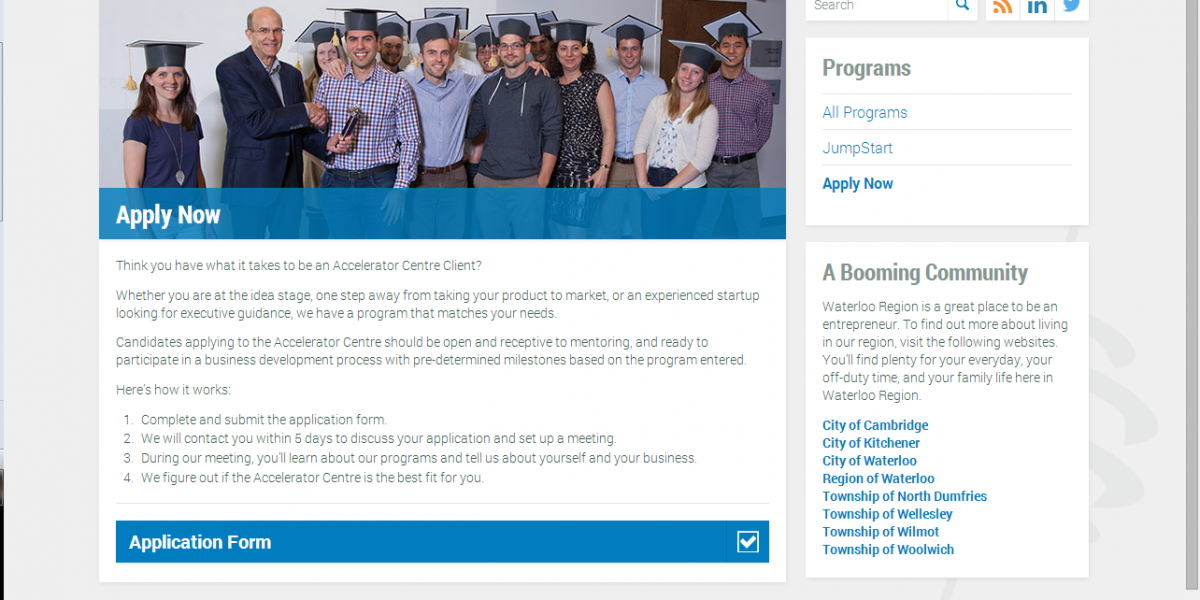 Search
Apply Now
Think you have what it takes to be an Accelerator Centre Client?
Whether you are at the idea stage, one step away from taking your product to market, or an experienced startup
looking for executive guidance, we have a program that matches your needs.
Candidates applying to the Accelerator Centre should be open and receptive to mentoring, and ready to
participate in a business development process with pre-determined milestones based on the program entered.
Here's how it works:
1. Complete and submit the application form.
2. We will contact you within 5 days to discuss your application and set up a meeting.
3. During our meeting, you'll learn about our programs and tell us about yourself and your business.
4. We figure out if the Accelerator Centre is the best fit for you.
Application Form
in
Programs
All Programs
JumpStart
Apply Now
A Booming Community
Waterloo Region is a great place to be an
entrepreneur. To find out more about living
in our region, visit the following websites.
You'll find plenty for your everyday, your
off-duty time, and your family life here in
Waterloo Region.
City of Cambridge
City of Kitchener
City of Waterloo
Region of Waterloo
Township of North Dumfries
Township of Wellesley
Township of Wilmot
Township of Woolwich